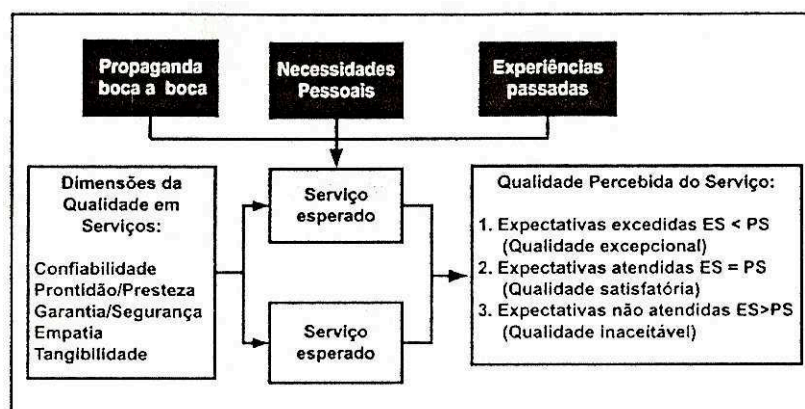 Propaganda
boca a boca
Necessidades
Pessoais
Experiências
passadas
Dimensões da
Qualidade em
Serviços:
Confiabilidade
Prontidão/Presteza
Garantia/Segurança
Empatia
Tangibilidade
Serviço
esperado
Serviço
esperado
Qualidade Percebida do Serviço:
1. Expectativas excedidas ES < PS
(Qualidade excepcional)
2. Expectativas atendidas ES = PS
(Qualidade satisfatória)
3. Expectativas não atendidas ES>PS
(Qualidade inaceitável)